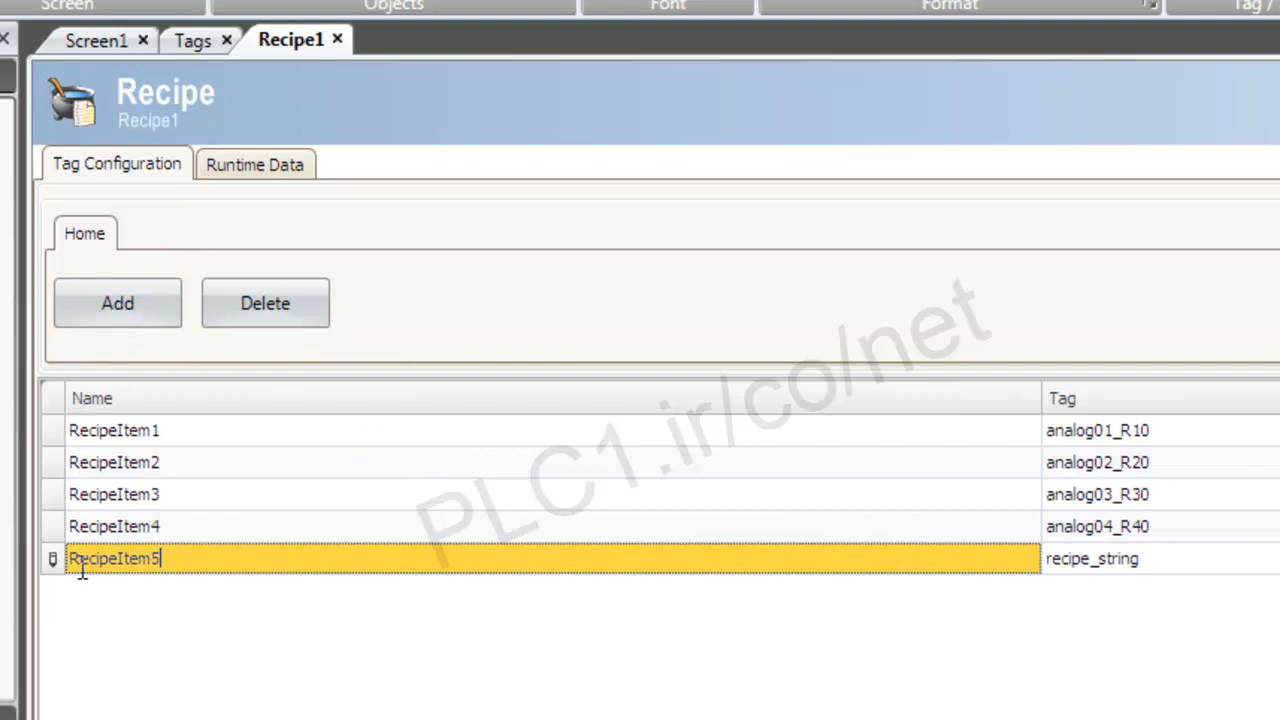 Screen Objects Font Format Tag /
Screen1 Tags Recipe1
Recipe
Recipe1
Tag Configuration Runtime Data
Home
Add Delete
Name Tag
RecipeItem1 analog01_R10
RecipeItem2 analog02_R20
RecipeItem3 analog03_R30
RecipeItem4 analog04_R40
RecipeItem5 recipe_string
PLC1.ir/co/net